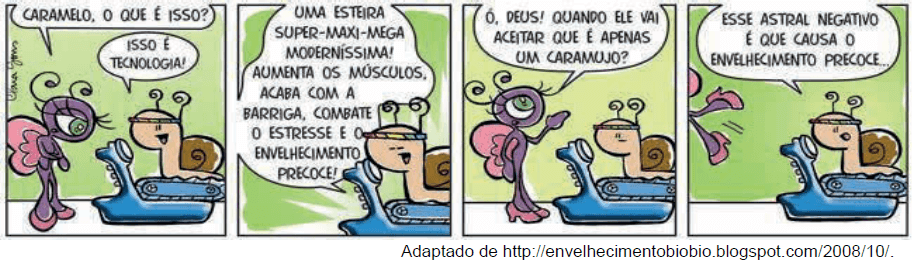 CARAMELO, O QUE É ISSO?
ISSO É
TECNOLOGIA!
UMA ESTEIRA
SUPER-MAXI-MEGA
MODERNÍSSIMA!
AUMENTA OS MÚSCULOS,
ACABA COM A
BARRIGA, COMBATE
O ESTRESSE E O
ENVELHECIMENTO
PRECOCE!
Ó, DEUS! QUANDO ELE VAI
ACEITAR QUE É APENAS
UM CARAMUJO?
ESSE ASTRAL NEGATIVO
É QUE CAUSA O
ENVELHECIMENTO PRECOCE...
Adaptado de http://envelhecimentobiobio.blogspot.com/2008/10/.